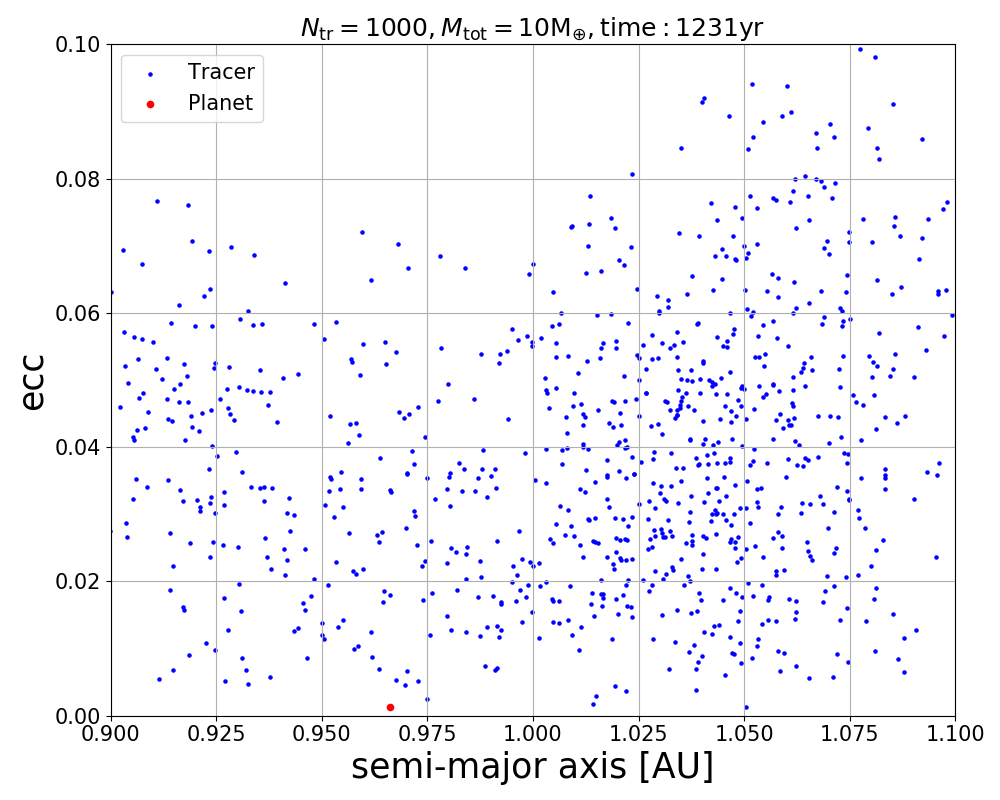 N_tr = 1000, M_tot = 10M_⊕, time : 1231yr
Tracer
Planet
0.10
0.08
0.06
0.04
0.02
0.00
ecc
0.900 0.925 0.950 0.975 1.000 1.025 1.050 1.075 1.100
semi-major axis [AU]